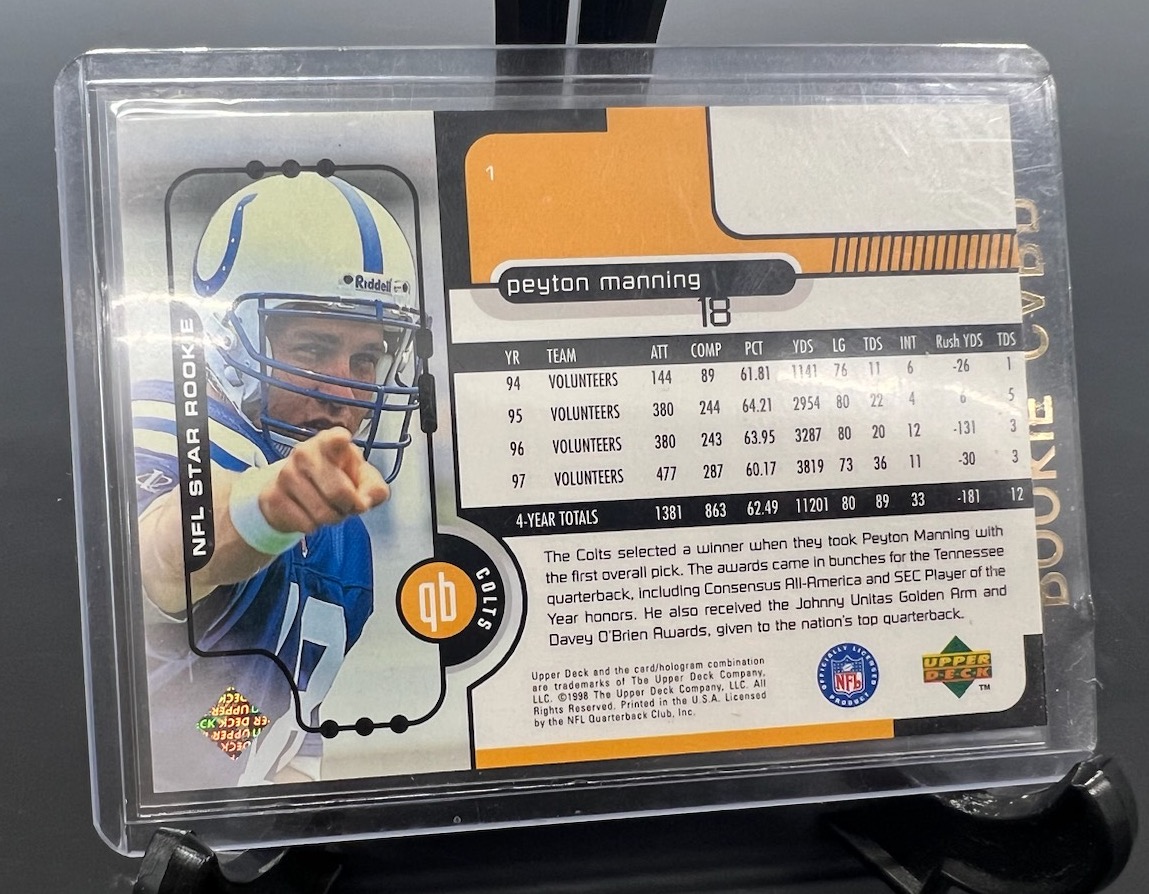 1
peyton manning
18
Riddell
NFL STAR ROOKIE
YR TEAM ATT COMP PCT YDS LG TDS INT Rush YDS TDS
94 VOLUNTEERS 144 89 61.81 1141 76 11 6 -26 1
95 VOLUNTEERS 380 244 64.21 2954 80 22 4 6 5
96 VOLUNTEERS 380 243 63.95 3287 80 20 12 -131 3
97 VOLUNTEERS 477 287 60.17 3819 73 36 11 -30 3
4-YEAR TOTALS 1381 863 62.49 11201 80 89 33 -181 12
qb
COLTS
The Colts selected a winner when they took Peyton Manning with
the first overall pick. The awards came in bunches for the Tennessee
quarterback, including Consensus All-America and SEC Player of the
Year honors. He also received the Johnny Unitas Golden Arm and
Davey O'Brien Awards, given to the nation's top quarterback.
Upper Deck and the card/hologram combination
are trademarks of The Upper Deck Company,
LLC. ©1998 The Upper Deck Company, LLC. All
Rights Reserved. Printed in the U.S.A. Licensed
by the NFL Quarterback Club, Inc.
OFFICIALLY LICENSED
NFL
PRODUCT
UPPER
DECK
TM
ROOKIE CARD
UPPER DECK